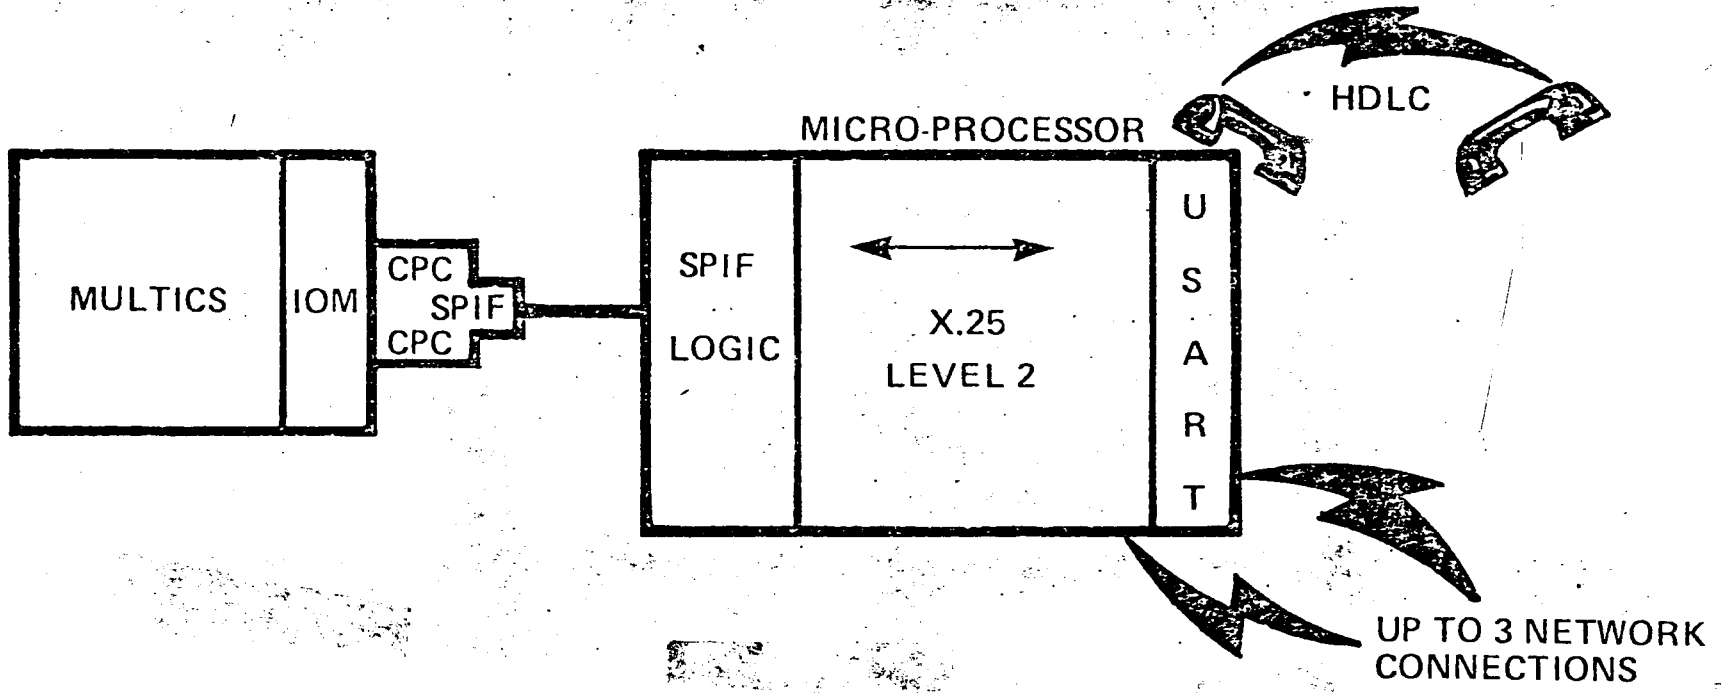 HDLC
MICRO-PROCESSOR
MULTICS
IOM
CPC
SPIF
CPC
SPIF
LOGIC
X.25
LEVEL 2
U
S
A
R
T
UP TO 3 NETWORK
CONNECTIONS